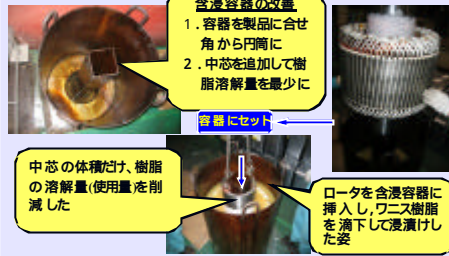 含浸容器の改善
1．容器を製品に合せ
角から円筒に
2．中芯を追加して樹
脂溶解量を最少に
容器にセット
中芯の体積だけ、樹脂
の溶解量(使用量)を削
減した
ロータを含浸容器に
挿入し,ワニス樹脂
を滴下して浸漬けし
た姿